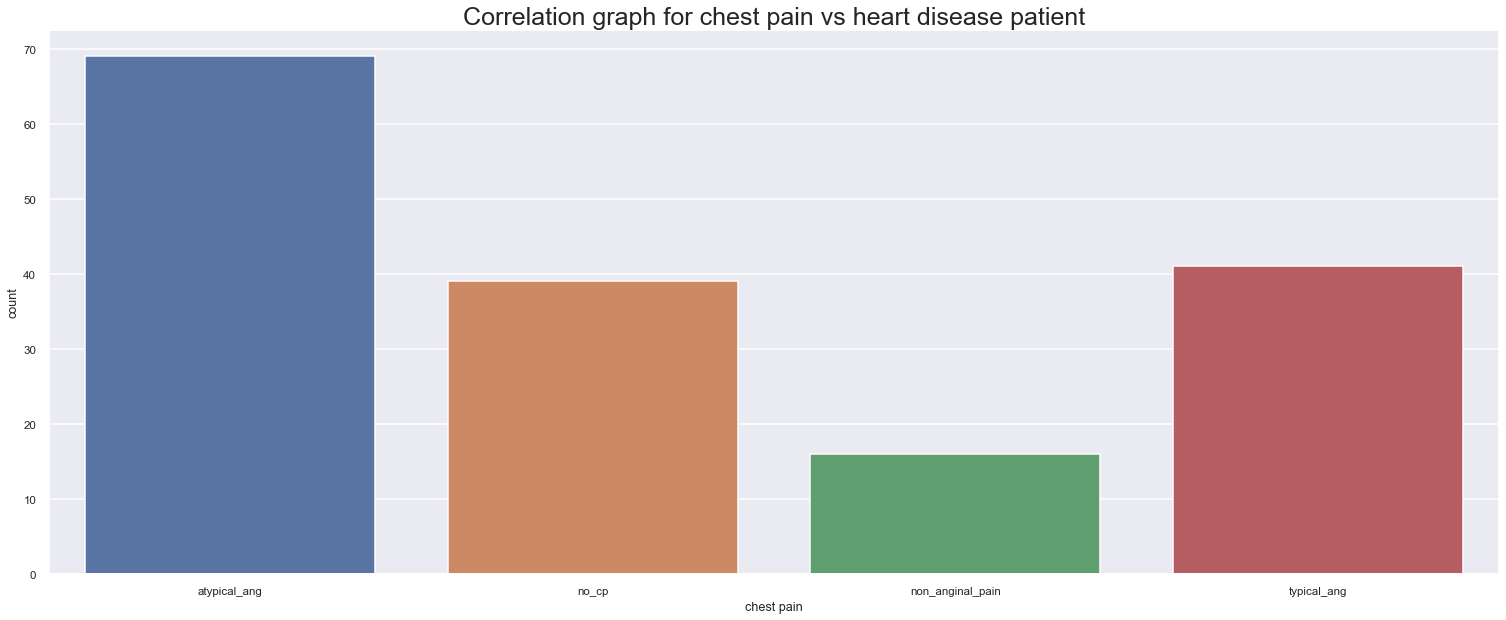 Correlation graph for chest pain vs heart disease patient
70
60
50
40
30
20
10
0
count
atypical_ang
no_cp
non_anginal_pain
typical_ang
chest pain